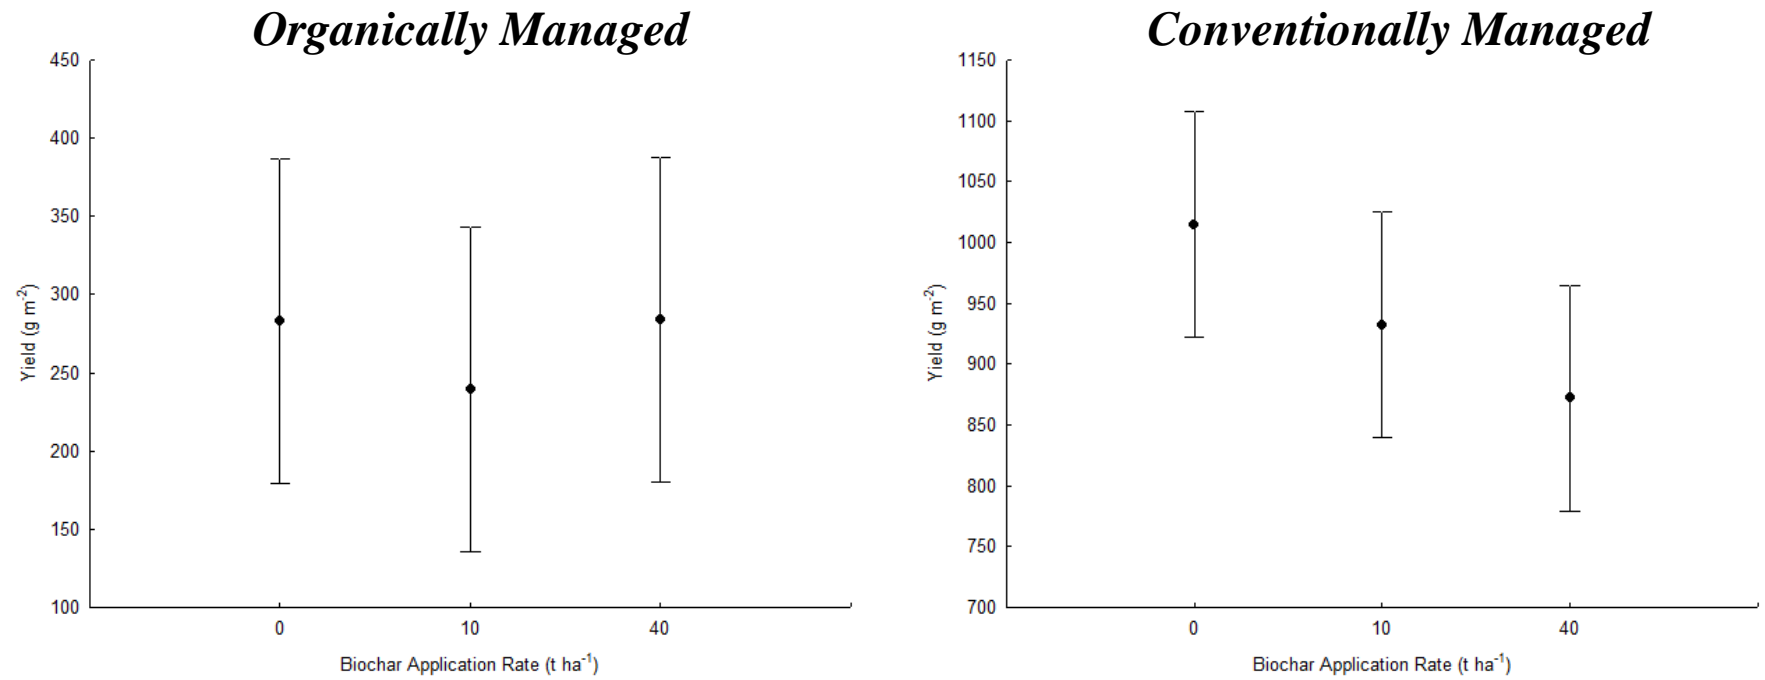 Organically Managed
450
400
350
300
250
200
150
100
Yield (g m-2)
0 10 40
Biochar Application Rate (t ha-1)
Conventionally Managed
1150
1100
1050
1000
950
900
850
800
750
700
Yield (g m-2)
0 10 40
Biochar Application Rate (t ha-1)